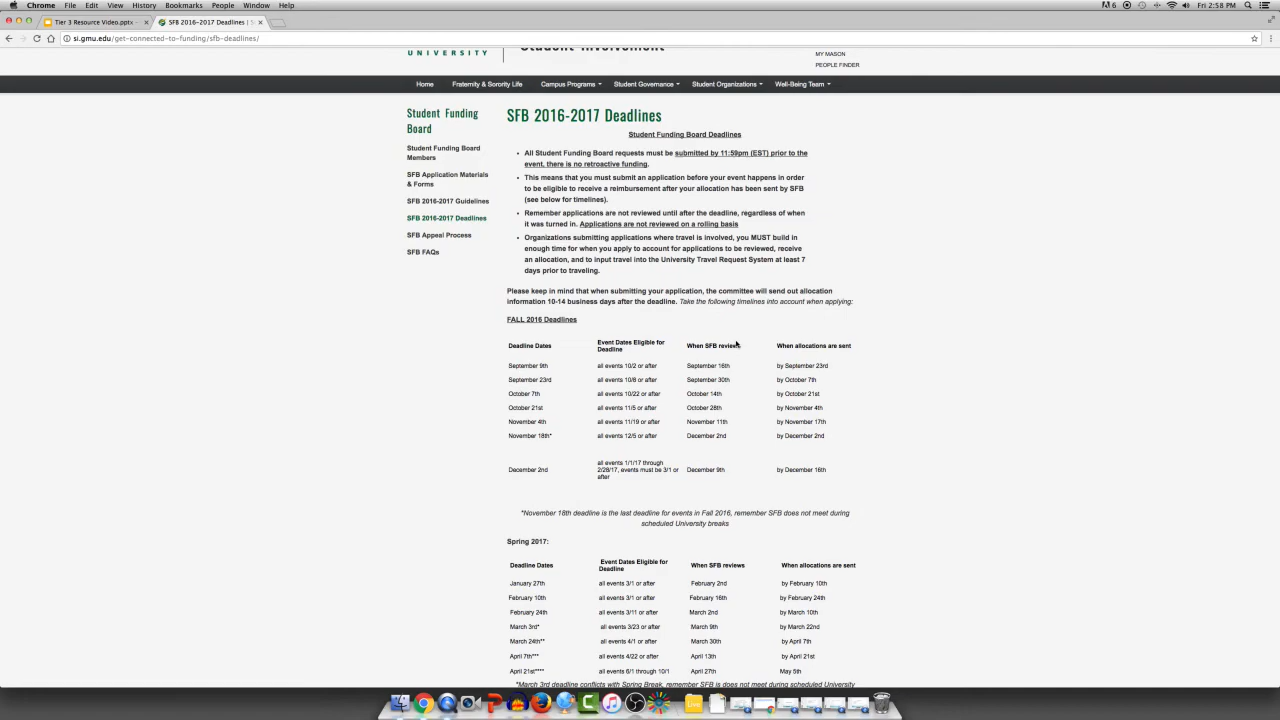 Chrome File Edit View History Bookmarks People Window Help
6 Fri 2:58 PM
Tier 3 Resource Video.pptx - SFB 2016-2017 Deadlines | S
si.gmu.edu/get-connected-to-funding/sfb-deadlines/
UNIVERSITY
Student Involvement
MY MASON
PEOPLE FINDER
Home Fraternity & Sorority Life Campus Programs Student Governance Student Organizations Well-Being Team
Student Funding
Board
Student Funding Board
Members
SFB Application Materials
& Forms
SFB 2016-2017 Guidelines
SFB 2016-2017 Deadlines
SFB Appeal Process
SFB FAQs
SFB 2016-2017 Deadlines
Student Funding Board Deadlines
• All Student Funding Board requests must be submitted by 11:59pm (EST) prior to the
event, there is no retroactive funding.
• This means that you must submit an application before your event happens in order
to be eligible to receive a reimbursement after your allocation has been sent by SFB
(see below for timelines).
• Remember applications are not reviewed until after the deadline, regardless of when
it was turned in. Applications are not reviewed on a rolling basis
• Organizations submitting applications where travel is involved, you MUST build in
enough time for when you apply to account for applications to be reviewed, receive
an allocation, and to input travel into the University Travel Request System at least 7
days prior to traveling.
Please keep in mind that when submitting your application, the committee will send out allocation
information 10-14 business days after the deadline. Take the following timelines into account when applying:
FALL 2016 Deadlines
Deadline Dates Event Dates Eligible for Deadline When SFB reviews When allocations are sent
September 9th all events 10/2 or after September 16th by September 23rd
September 23rd all events 10/8 or after September 30th by October 7th
October 7th all events 10/22 or after October 14th by October 21st
October 21st all events 11/5 or after October 28th by November 4th
November 4th all events 11/19 or after November 11th by November 17th
November 18th* all events 12/5 or after December 2nd by December 2nd
all events 1/1/17 through
December 2nd 2/28/17, events must be 3/1 or December 9th by December 16th
after
*November 18th deadline is the last deadline for events in Fall 2016, remember SFB does not meet during
scheduled University breaks
Spring 2017:
Deadline Dates Event Dates Eligible for Deadline When SFB reviews When allocations are sent
January 27th all events 3/1 or after February 2nd by February 10th
February 10th all events 3/1 or after February 16th by February 24th
February 24th all events 3/11 or after March 2nd by March 10th
March 3rd* all events 3/23 or after March 9th by March 22nd
March 24th** all events 4/1 or after March 30th by April 7th
April 7th*** all events 4/22 or after April 13th by April 21st
April 21st**** all events 6/1 through 10/1 April 27th May 5th
*March 3rd deadline conflicts with Spring Break, remember SFB is does not meet during scheduled University